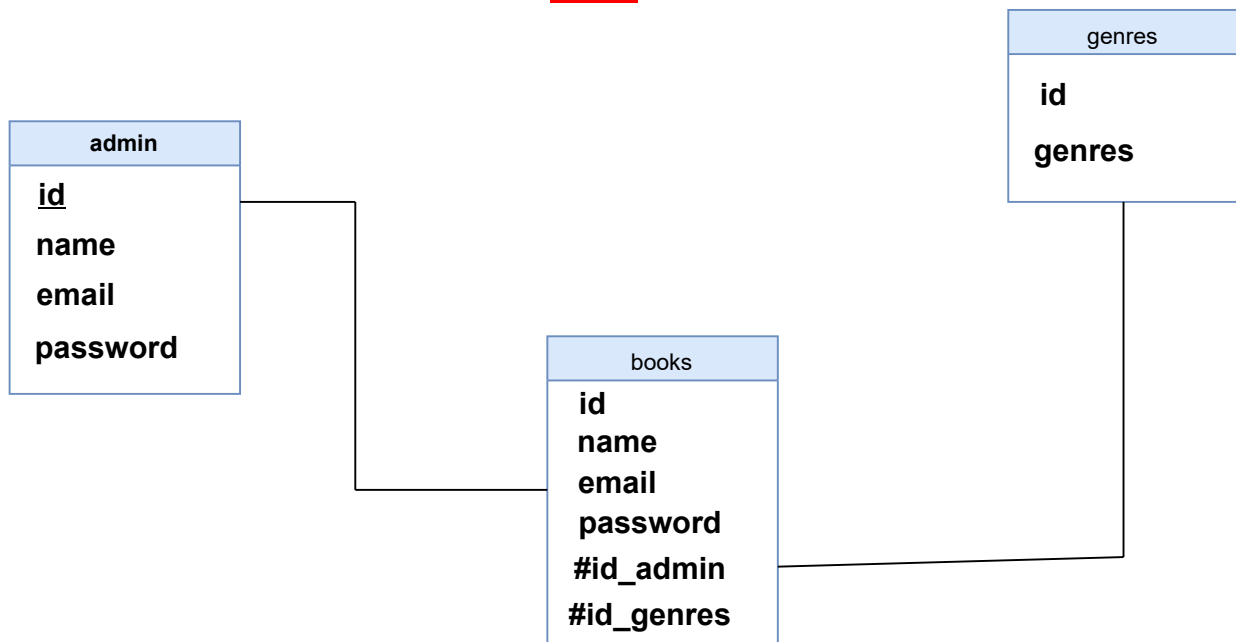 admin
id
name
email
password
books
id
name
email
password
#id_admin
#id_genres
genres
id
genres